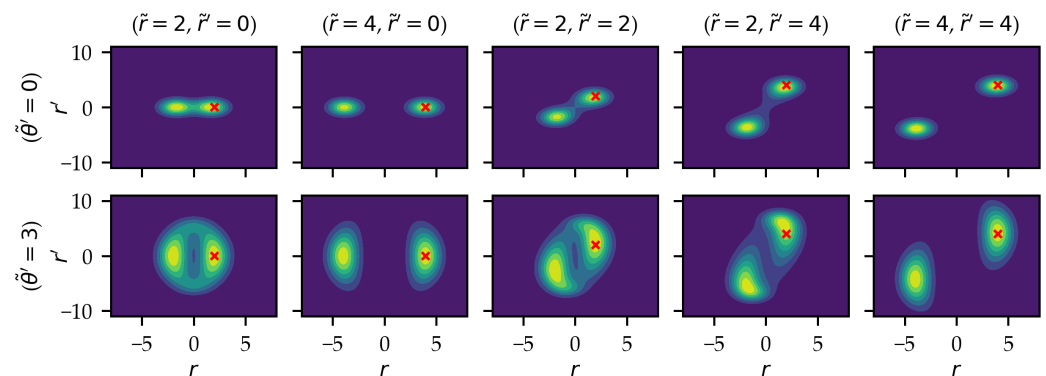 (r̃ = 2, r̃′ = 0) (r̃ = 4, r̃′ = 0) (r̃ = 2, r̃′ = 2) (r̃ = 2, r̃′ = 4) (r̃ = 4, r̃′ = 4)
(θ̃′ = 0)
r′
10
0
−10
(θ̃′ = 3)
r′
10
0
−10
−5 0 5 −5 0 5 −5 0 5 −5 0 5 −5 0 5
r r r r r